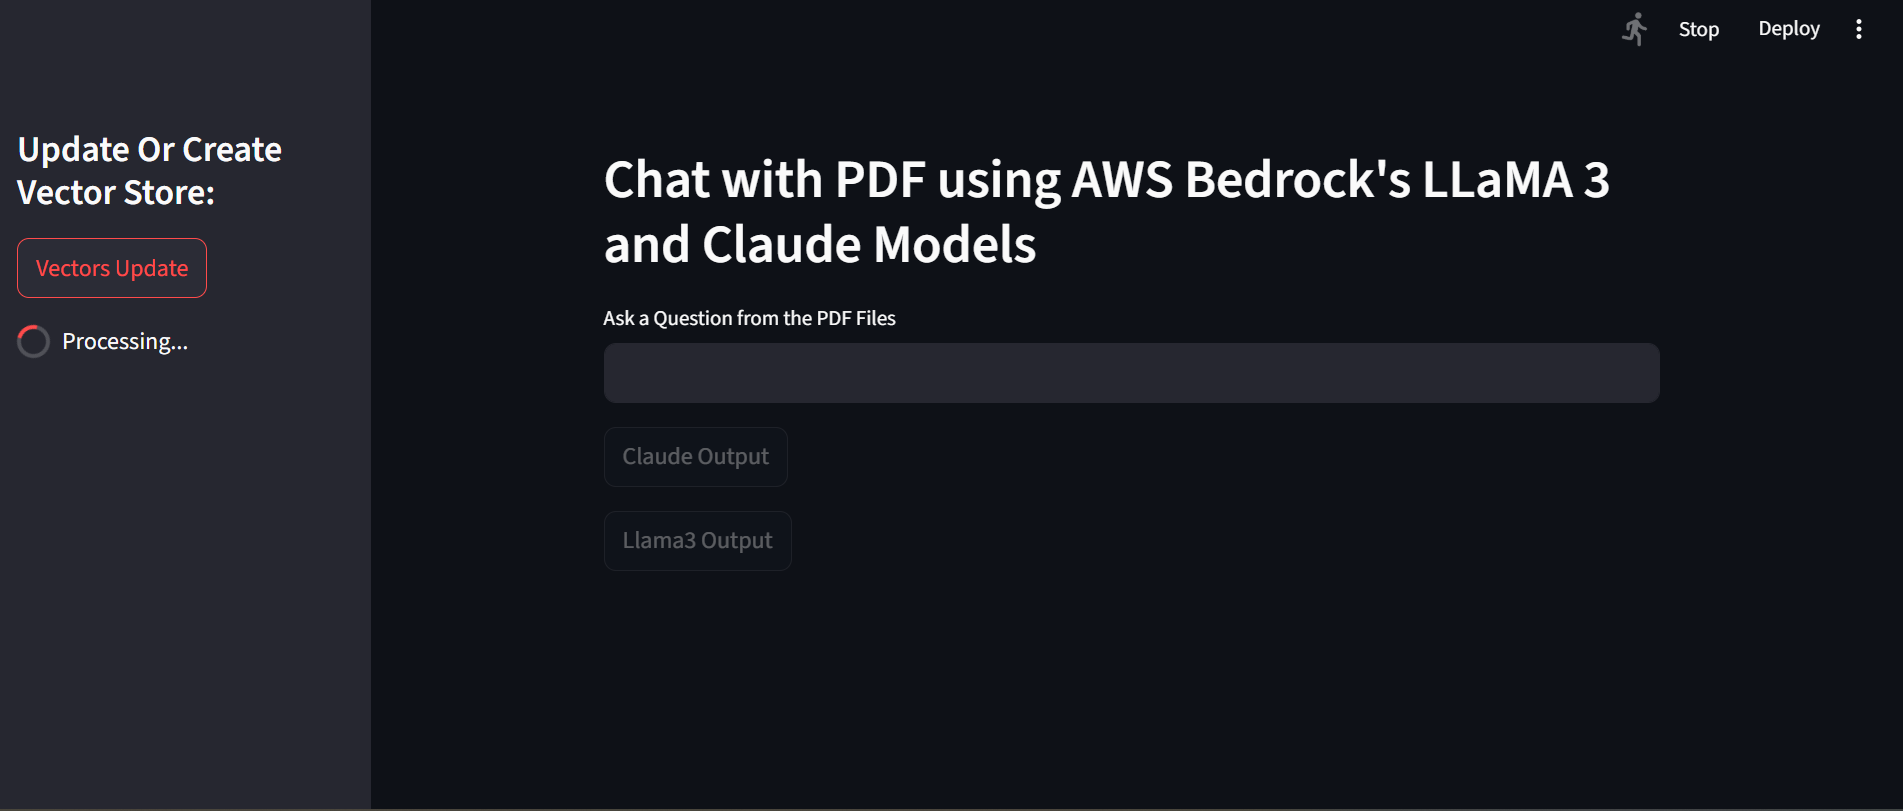 Stop
Deploy
Update Or Create
Vector Store:
Vectors Update
Processing...
Chat with PDF using AWS Bedrock's LLaMA 3
and Claude Models
Ask a Question from the PDF Files
Claude Output
Llama3 Output